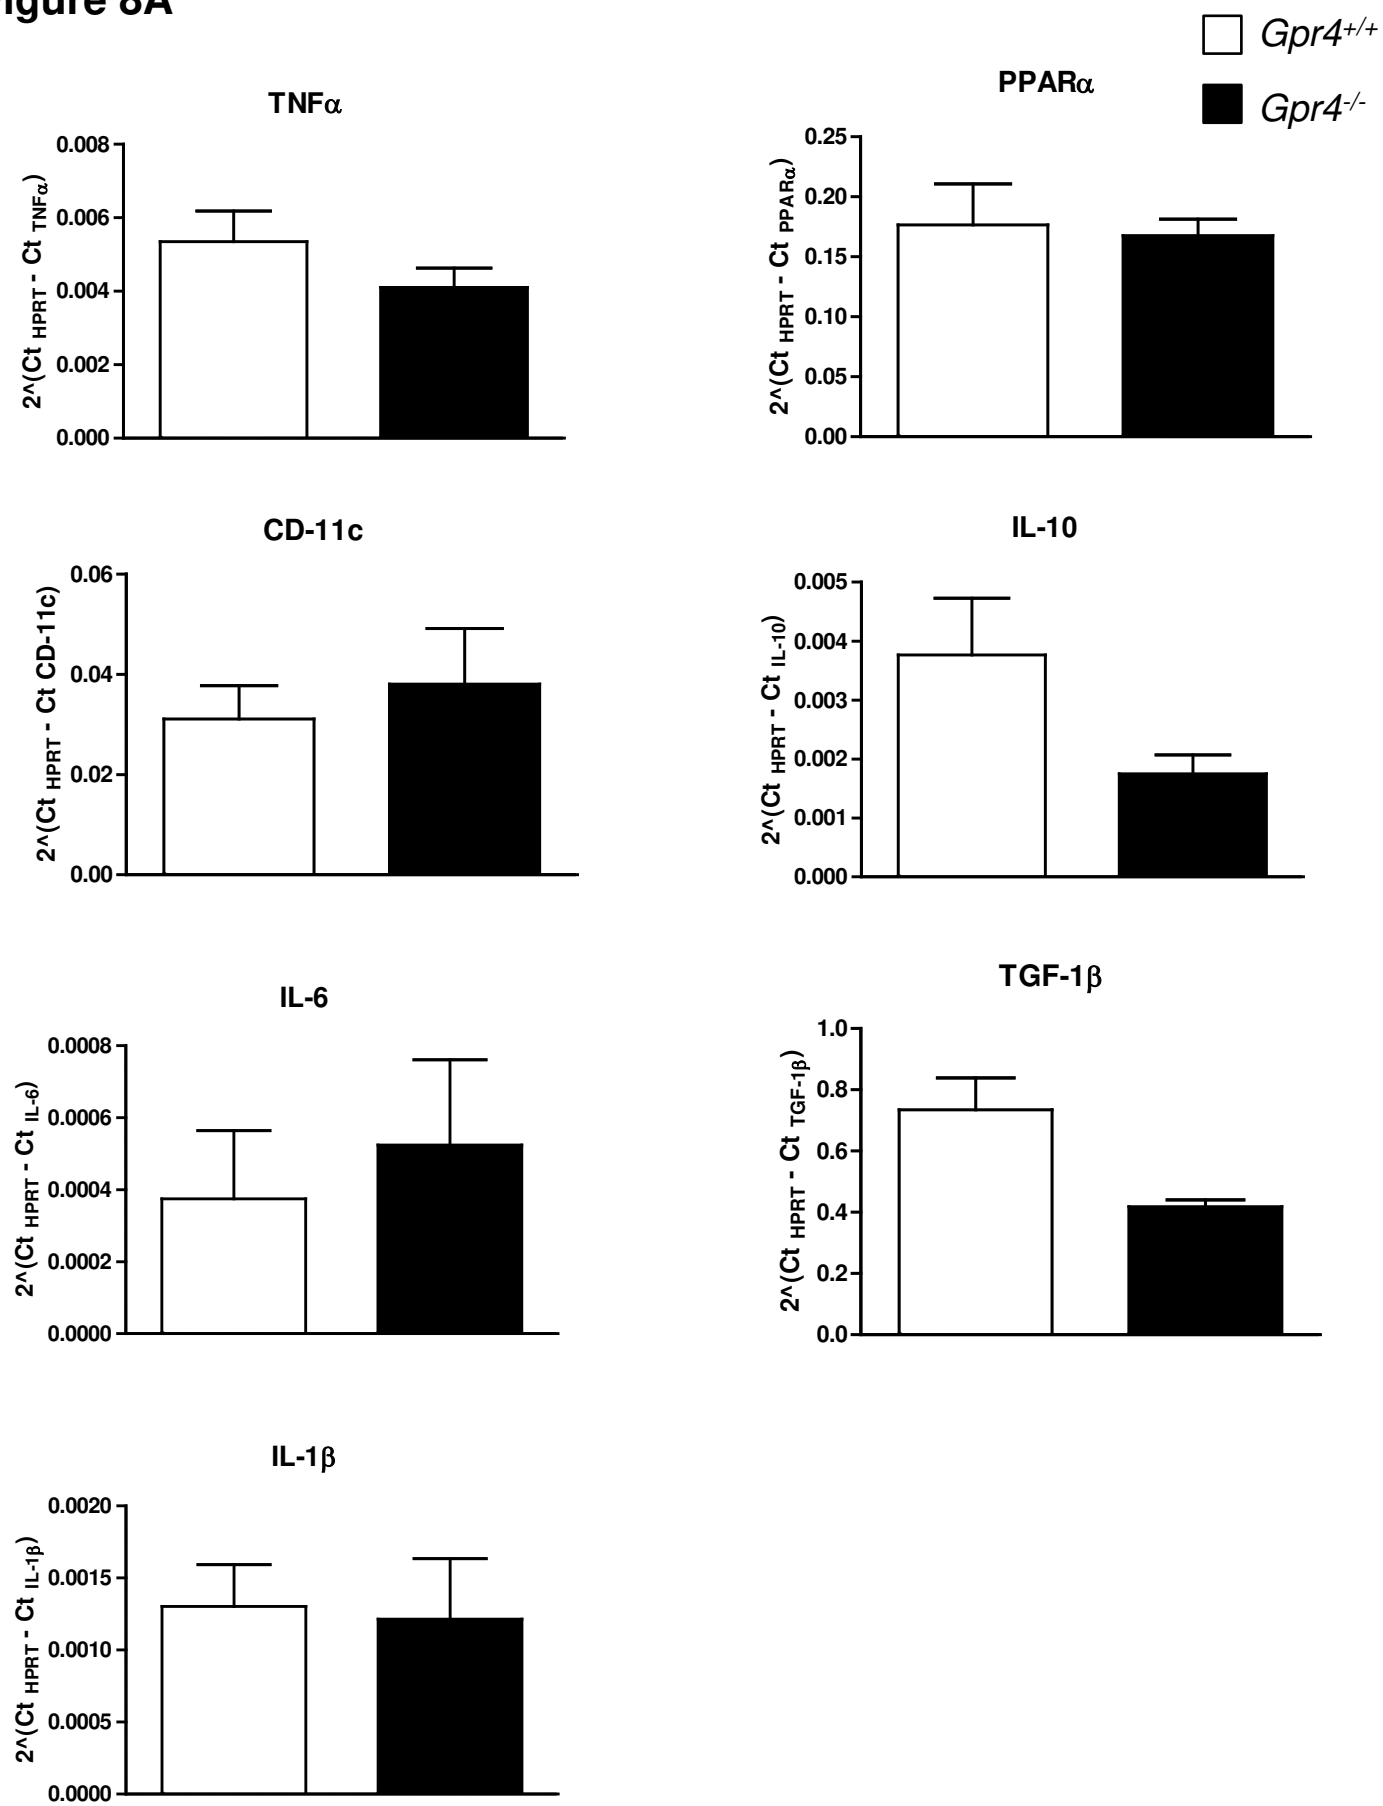 igure 8A
Gpr4+/+
Gpr4-/-
TNFα
2^(Ct HPRT - Ct TNFα)
0.008
0.006
0.004
0.002
0.000
PPARα
2^(Ct HPRT - Ct PPARα)
0.25
0.20
0.15
0.10
0.05
0.00
CD-11c
2^(Ct HPRT - Ct CD-11c)
0.06
0.04
0.02
0.00
IL-10
2^(Ct HPRT - Ct IL-10)
0.005
0.004
0.003
0.002
0.001
0.000
IL-6
2^(Ct HPRT - Ct IL-6)
0.0008
0.0006
0.0004
0.0002
0.0000
TGF-1β
2^(Ct HPRT - Ct TGF-1β)
1.0
0.8
0.6
0.4
0.2
0.0
IL-1β
2^(Ct HPRT - Ct IL-1β)
0.0020
0.0015
0.0010
0.0005
0.0000